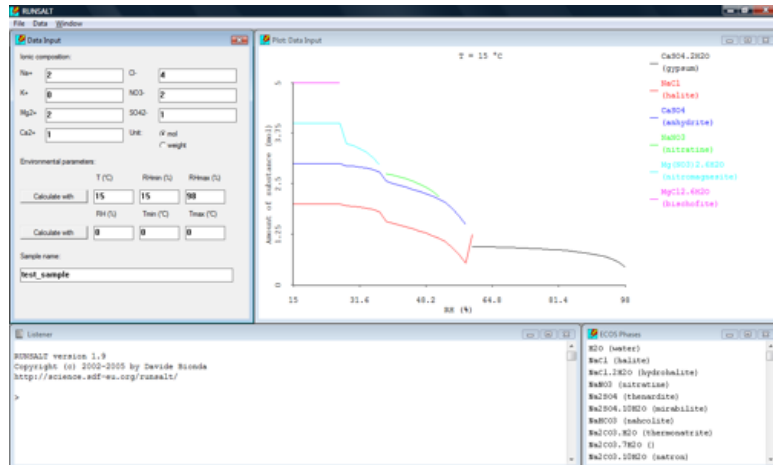 RUNSALT
File Data Window
Data Input
Ionic composition:
Na+ 2 Cl- 4
K+ 0 NO3- 2
Mg2+ 2 SO42- 1
Ca2+ 1 Unit: mol
weight
Environmental parameters:
T (°C) RHmin (%) RHmax (%)
Calculate with 15 15 98
RH (%) Tmin (°C) Tmax (°C)
Calculate with 0 0 0
Sample name:
test_sample
Plot: Data Input
T = 15 °C
Amount of substance (mol)
5
3.75
2.5
1.25
0
15 31.6 48.2 64.8 81.4 98
RH (%)
CaSO4.2H2O
(gypsum)
NaCl
(halite)
CaSO4
(anhydrite)
NaNO3
(nitratine)
Mg(NO3)2.6H2O
(nitromagnesite)
MgCl2.6H2O
(bischofite)
Listener
RUNSALT version 1.9
Copyright (c) 2002-2005 by Davide Bionda
http://science.sdf-eu.org/runsalt/
>
ECOS Phases
H2O (water)
NaCl (halite)
NaCl.2H2O (hydrohalite)
NaNO3 (nitratine)
Na2SO4 (thenardite)
Na2SO4.10H2O (mirabilite)
NaHCO3 (nahcolite)
Na2CO3.H2O (thermonatrite)
Na2CO3.7H2O ()
Na2CO3.10H2O (natron)